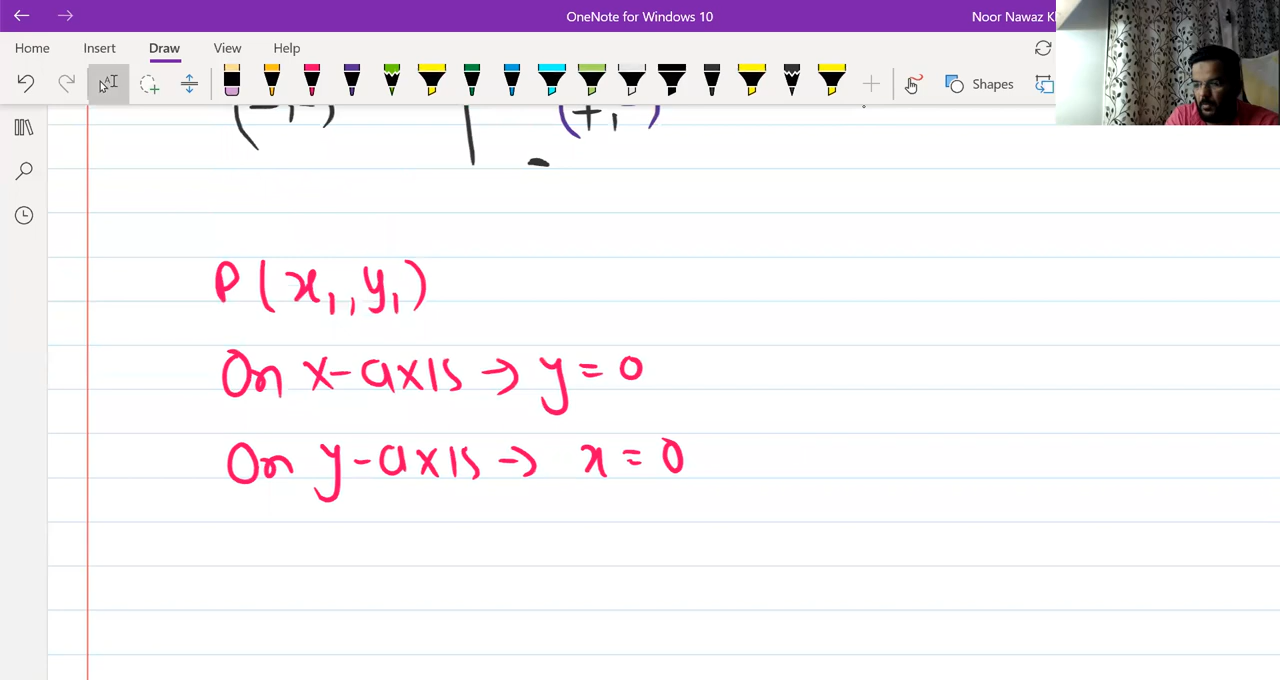 OneNote for Windows 10
Noor Nawaz Kh
Home Insert Draw View Help
Shapes
(-,-) (+,-)
P(x₁, y₁)
On x-axis → y = 0
On y-axis → x = 0